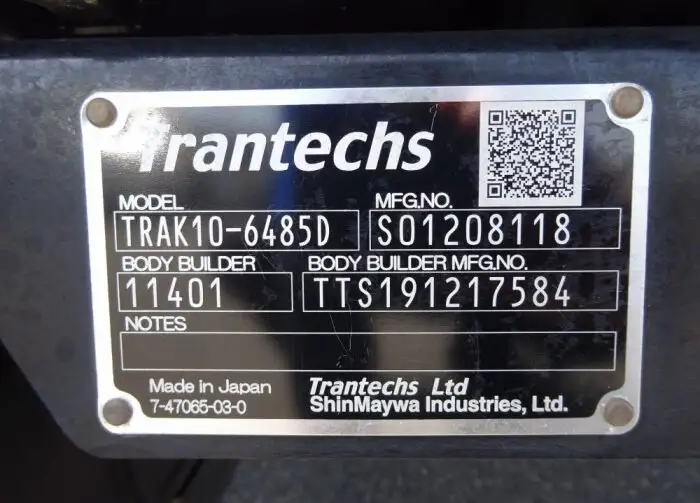 Trantechs
MODEL MFG.NO.
TRAK10-6485D S01208118
BODY BUILDER BODY BUILDER MFG.NO.
11401 TTS191217584
NOTES
Made in Japan Trantechs Ltd
7-47065-03-0 ShinMaywa Industries, Ltd.